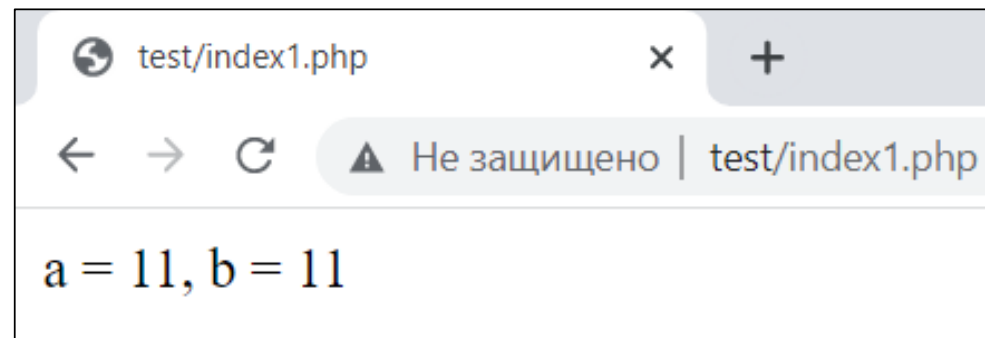 test/index1.php
Не защищено | test/index1.php
a = 11, b = 11